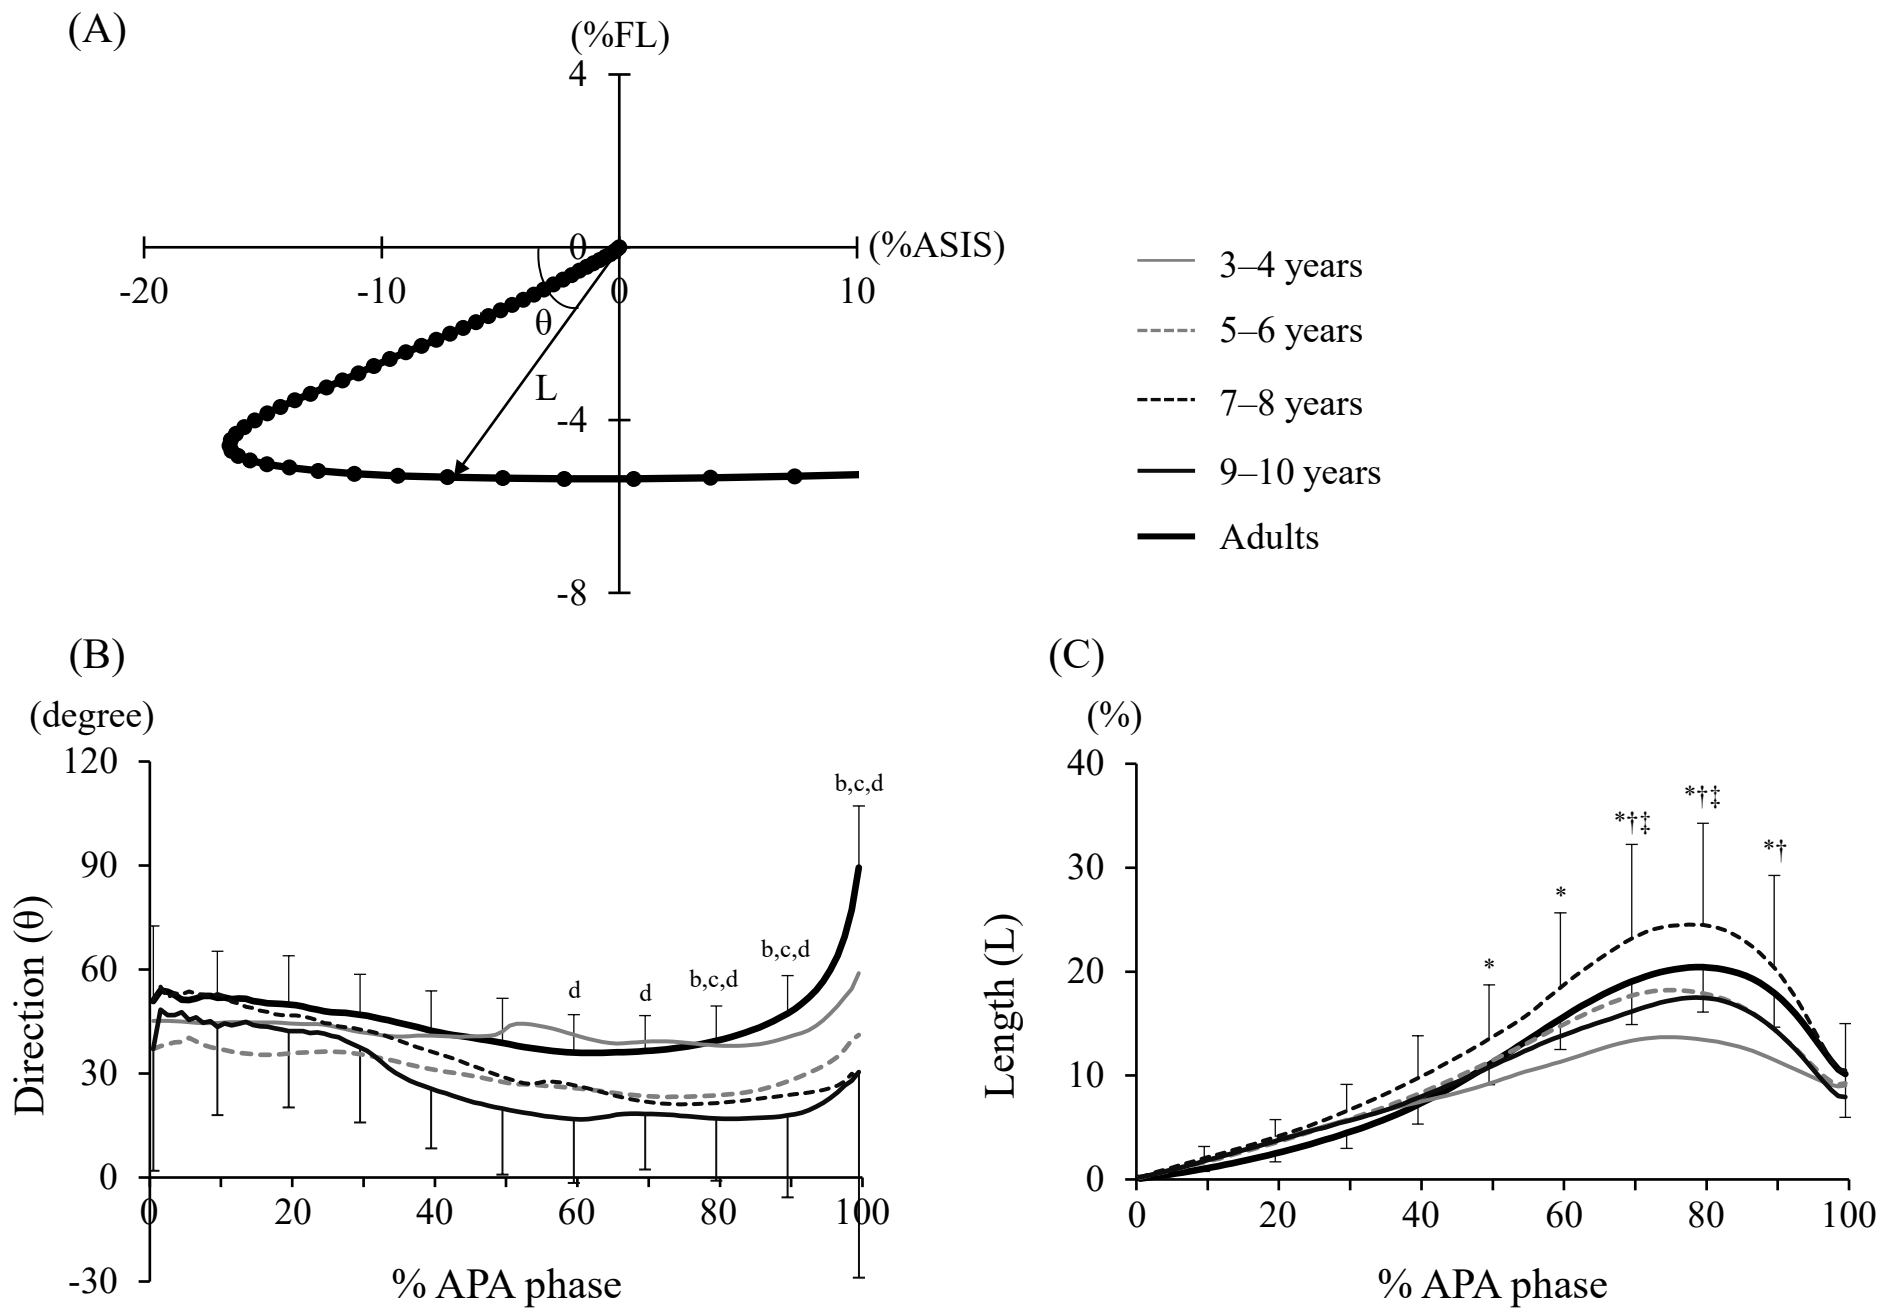 (A)
(%FL)
4
0
(%ASIS)
-20
-10
0
10
θ
L
-4
-8
3–4 years
5–6 years
7–8 years
9–10 years
Adults
(B)
(degree)
120
90
60
30
0
-30
Direction (θ)
b,c,d
b,c,d
b,c,d
d
d
0
20
40
60
80
100
% APA phase
(C)
(%)
40
30
20
10
0
Length (L)
*
*
*†‡
*†‡
*†
0
20
40
60
80
100
% APA phase